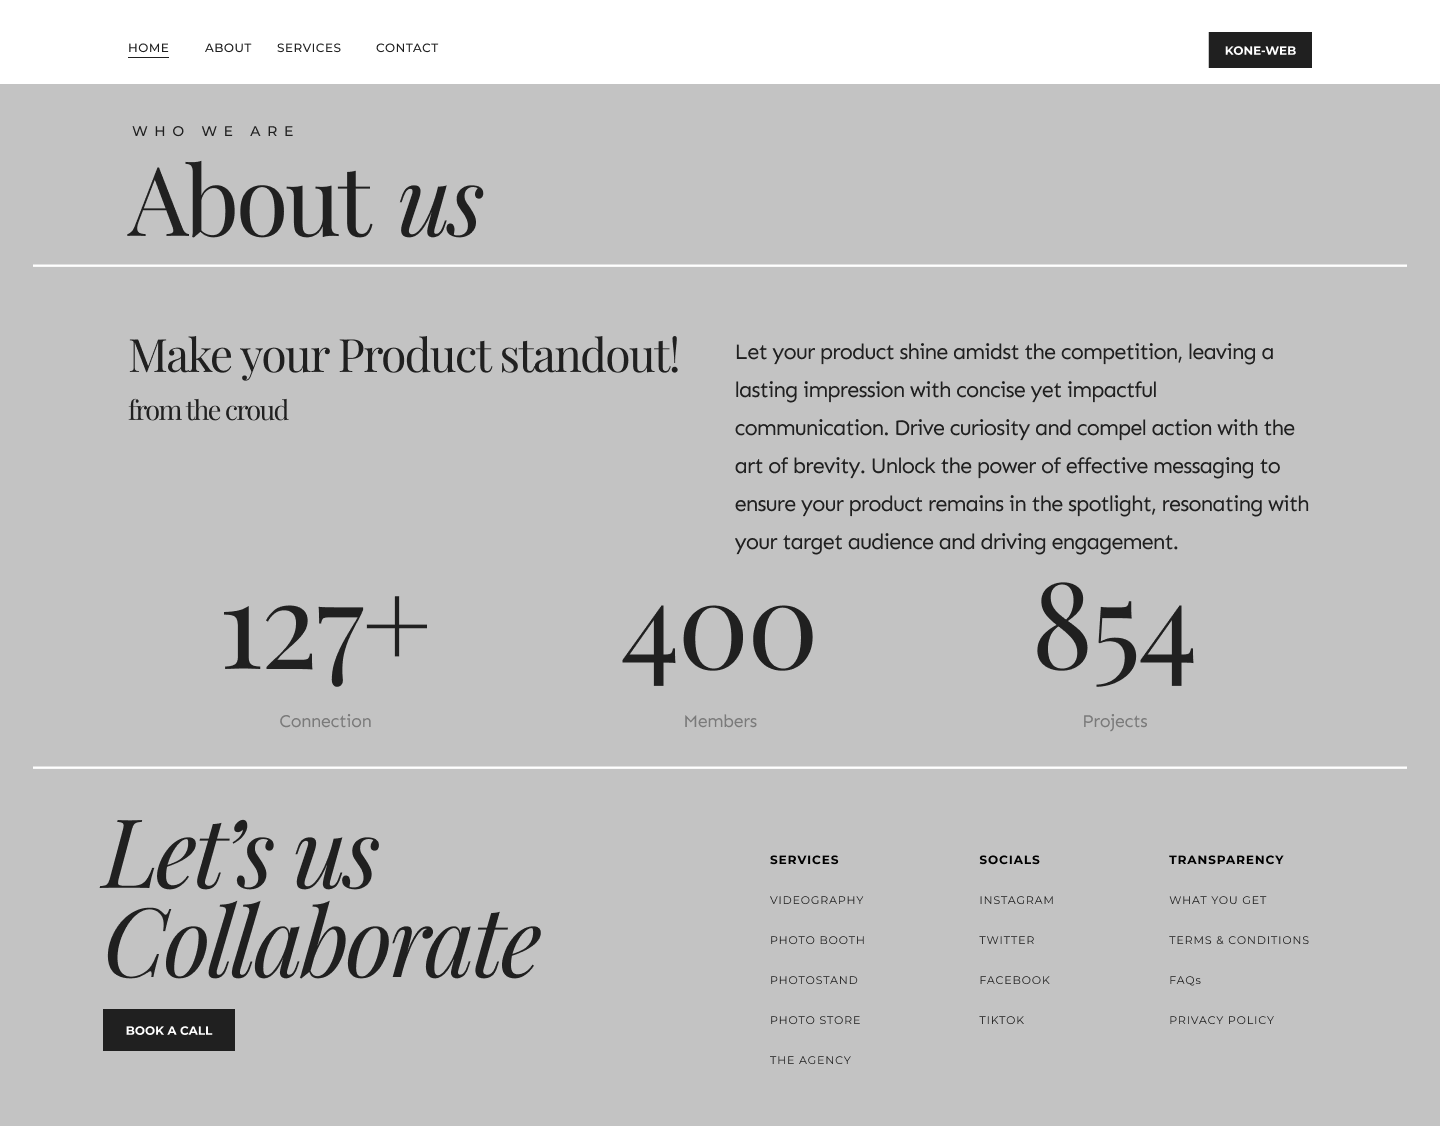 HOME ABOUT SERVICES CONTACT KONE-WEB
WHO WE ARE
About us
Make your Product standout!
from the croud
Let your product shine amidst the competition, leaving a
lasting impression with concise yet impactful
communication. Drive curiosity and compel action with the
art of brevity. Unlock the power of effective messaging to
ensure your product remains in the spotlight, resonating with
your target audience and driving engagement.
127+ 400 854
Connection Members Projects
Let’s us
Collaborate
BOOK A CALL
SERVICES
VIDEOGRAPHY
PHOTO BOOTH
PHOTOSTAND
PHOTO STORE
THE AGENCY
SOCIALS
INSTAGRAM
TWITTER
FACEBOOK
TIKTOK
TRANSPARENCY
WHAT YOU GET
TERMS & CONDITIONS
FAQs
PRIVACY POLICY